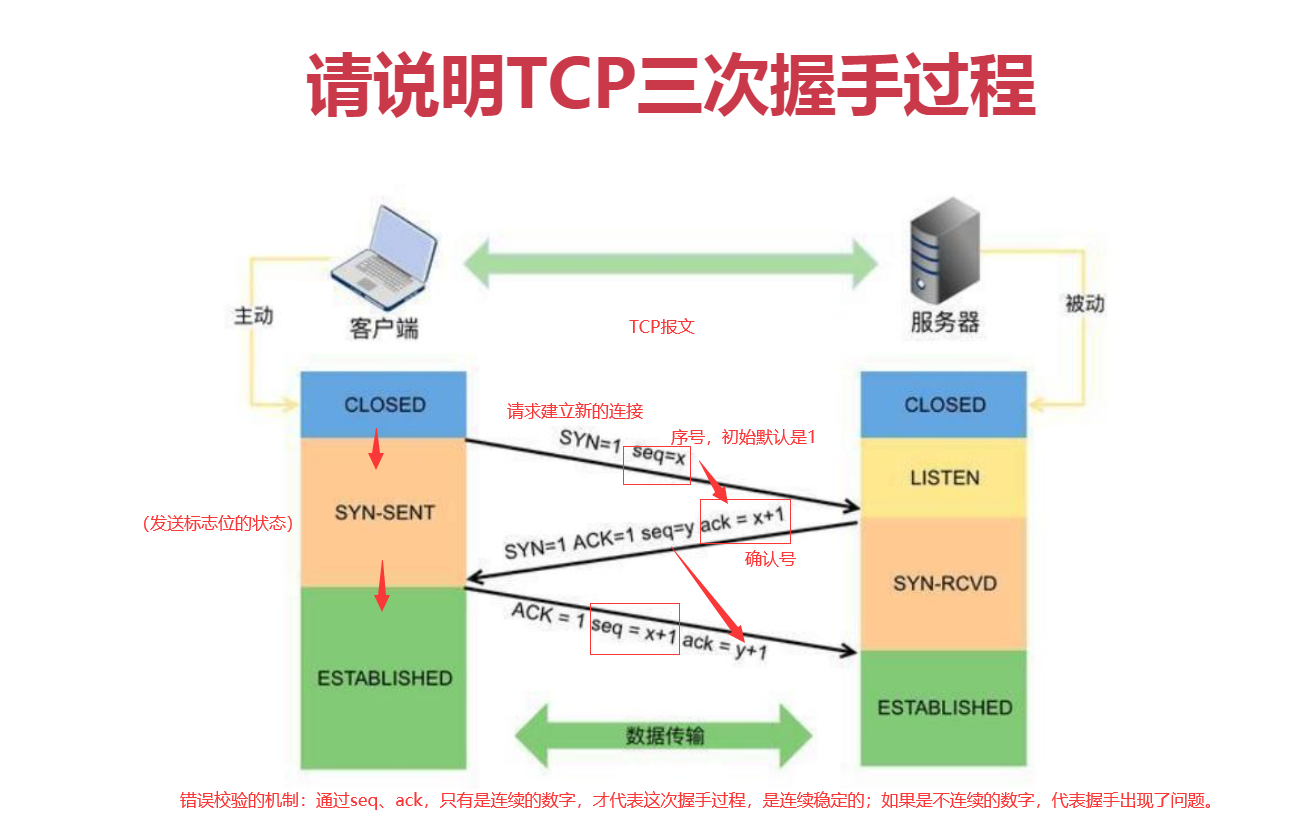 请说明TCP三次握手过程
主动
客户端
TCP报文
服务器
被动
CLOSED
CLOSED
请求建立新的连接
SYN=1 seq=x
序号，初始默认是1
LISTEN
(发送标志位的状态)
SYN-SENT
SYN=1 ACK=1 seq=y ack = x+1
确认号
SYN-RCVD
ACK = 1 seq = x+1 ack = y+1
ESTABLISHED
ESTABLISHED
数据传输
错误校验的机制：通过seq、ack，只有是连续的数字，才代表这次握手过程，是连续稳定的；如果是不连续的数字，代表握手出现了问题。